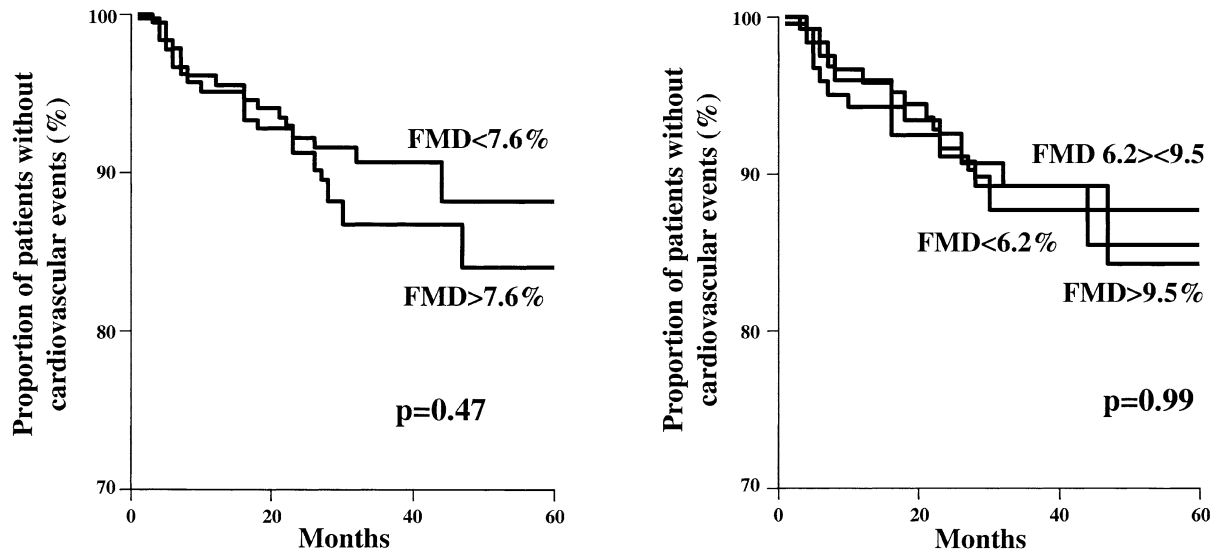 Proportion of patients without
cardiovascular events (%)
100
90
80
70
0
20
40
60
Months
FMD<7.6%
FMD>7.6%
p=0.47
Proportion of patients without
cardiovascular events (%)
100
90
80
70
0
20
40
60
Months
FMD 6.2><9.5
FMD<6.2%
FMD>9.5%
p=0.99